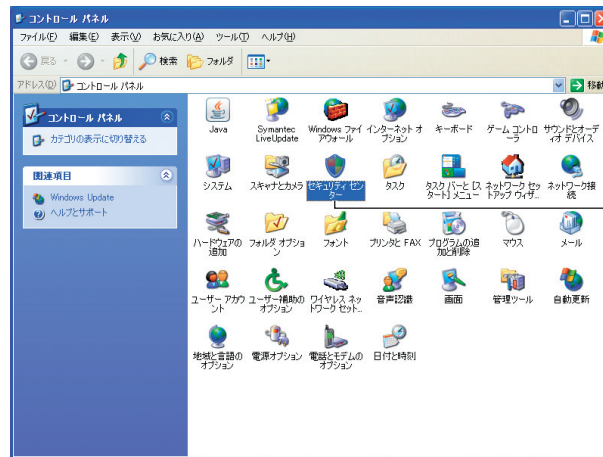 コントロール パネル
ファイル(F) 編集(E) 表示(V) お気に入り(A) ツール(T) ヘルプ(H)
戻る 検索 フォルダ
アドレス(D) コントロール パネル 移動
コントロール パネル
カテゴリの表示に切り替える
関連項目
Windows Update
ヘルプとサポート
Java
Symantec
LiveUpdate
Windows ファイ
アウォール
インターネット オ
プション
キーボード
ゲーム コントロ
ーラ
サウンドとオーデ
ィオ デバイス
システム
スキャナとカメラ
セキュリティ セン
ター
タスク
タスク バーと [ス
タート] メニュー
ネットワーク セッ
トアップ ウィザ...
ネットワーク接
続
ハードウェアの
追加
フォルダ オプショ
ン
フォント
プリンタと FAX
プログラムの追
加と削除
マウス
メール
ユーザー アカウ
ント
ユーザー補助の
オプション
ワイヤレス ネッ
トワーク セット...
音声認識
画面
管理ツール
自動更新
地域と言語の
オプション
電源オプション
電話とモデムの
オプション
日付と時刻